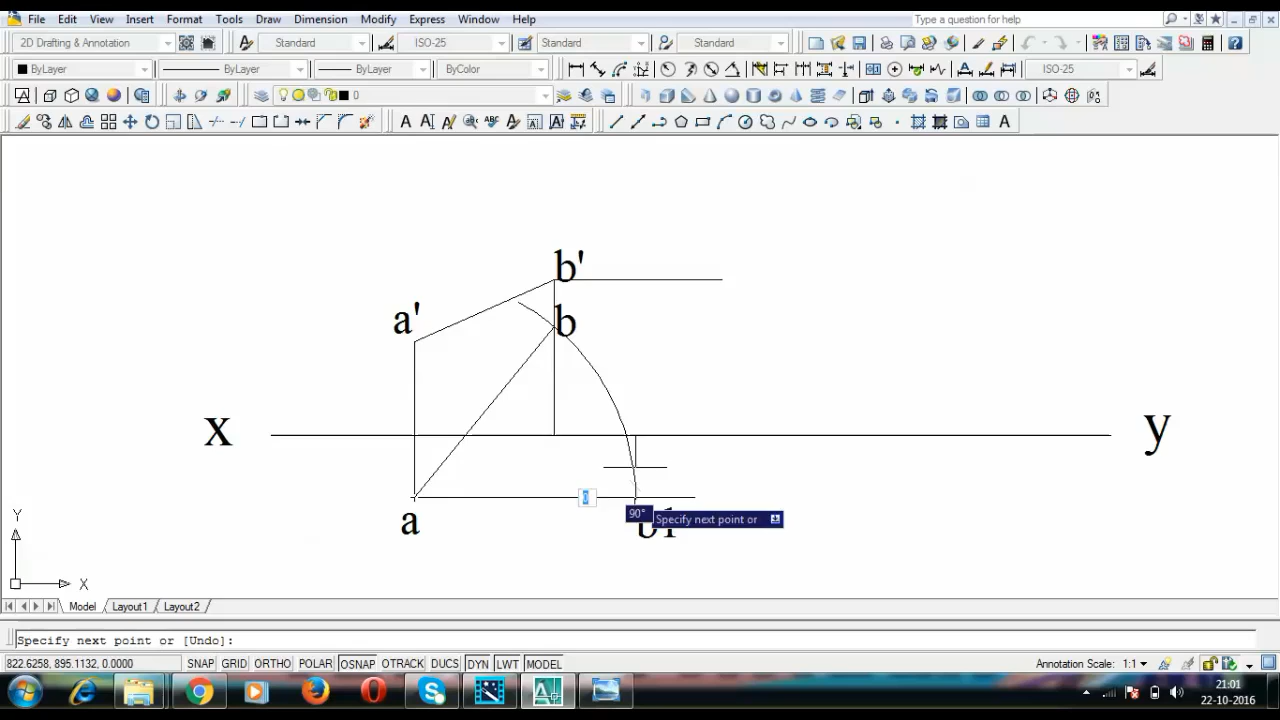 File Edit View Insert Format Tools Draw Dimension Modify Express Window Help Type a question for help
2D Drafting & Annotation Standard ISO-25 Standard Standard
ByLayer ByLayer ByLayer ByColor ISO-25
0
b'
a'
b
x
y
0
90° Specify next point or
a
b1
Y
X
Model Layout1 Layout2
Specify next point or [Undo]:
822.6258, 895.1132, 0.0000 SNAP GRID ORTHO POLAR OSNAP OTRACK DUCS DYN LWT MODEL Annotation Scale: 1:1
21:01
22-10-2016